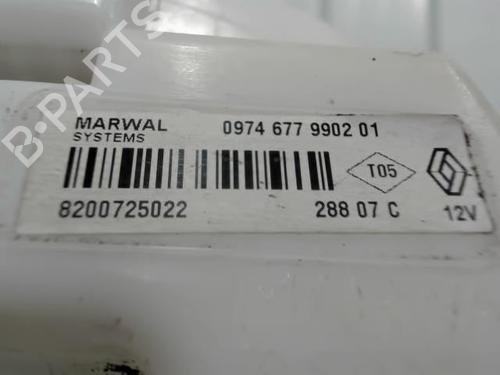 B-PARTS
MARWAL
SYSTEMS
0974 677 9902 01
T05
8200725022
288 07 C
12V